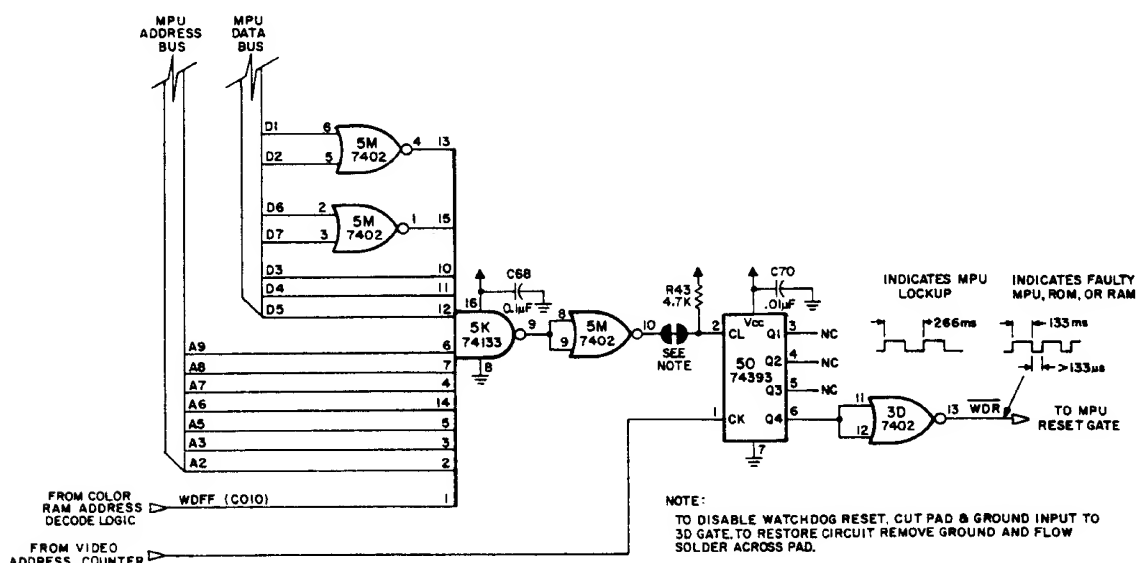 MPU
ADDRESS
BUS
MPU
DATA
BUS
D1 6
D2 5
5M
7402
4 13
D6 2
D7 3
5M
7402
1 15
D3 10
D4 11
D5 12
16
C68
0.1µF
5K
74133
8
9
8
9
5M
7402
10
SEE
NOTE
R43
4.7K
C70
.01µF
Vcc
2 CL
Q1 3 NC
Q2 4 NC
Q3 5 NC
Q4 6
50
74393
1 CK
7
11
12
3D
7402
13 WDR
TO MPU
RESET GATE
INDICATES MPU
LOCKUP
266ms
INDICATES FAULTY
MPU, ROM, OR RAM
133ms
>133µs
A9 6
A8 7
A7 4
A6 14
A5 5
A3 3
A2 2
FROM COLOR
RAM ADDRESS
DECODE LOGIC
WDFF (C010) 1
FROM VIDEO
ADDRESS COUNTER
NOTE:
TO DISABLE WATCHDOG RESET, CUT PAD & GROUND INPUT TO
3D GATE. TO RESTORE CIRCUIT REMOVE GROUND AND FLOW
SOLDER ACROSS PAD.